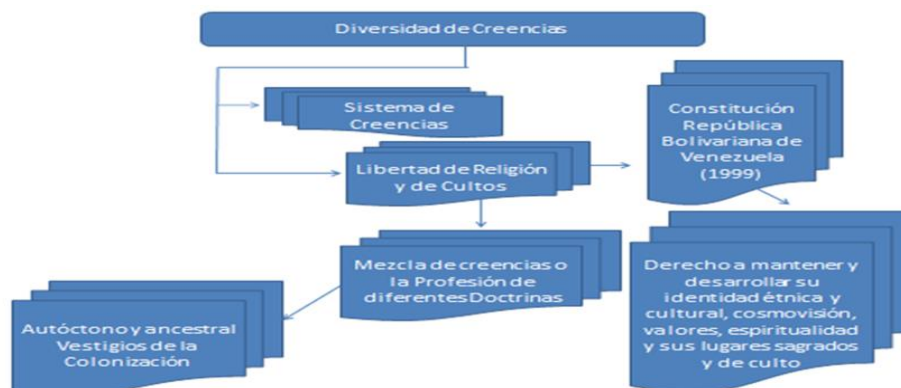 Diversidad de Creencias
Sistema de
Creencias
Libertad de Religión
y de Cultos
Constitución
República
Bolivariana de
Venezuela
(1999)
Mezcla de creencias o
la Profesión de
diferentes Doctrinas
Derecho a mantener y
desarrollar su
identidad étnica y
cultural, cosmovisión,
valores, espiritualidad
y sus lugares sagrados
y de culto
Autóctono y ancestral
Vestigios de la
Colonización